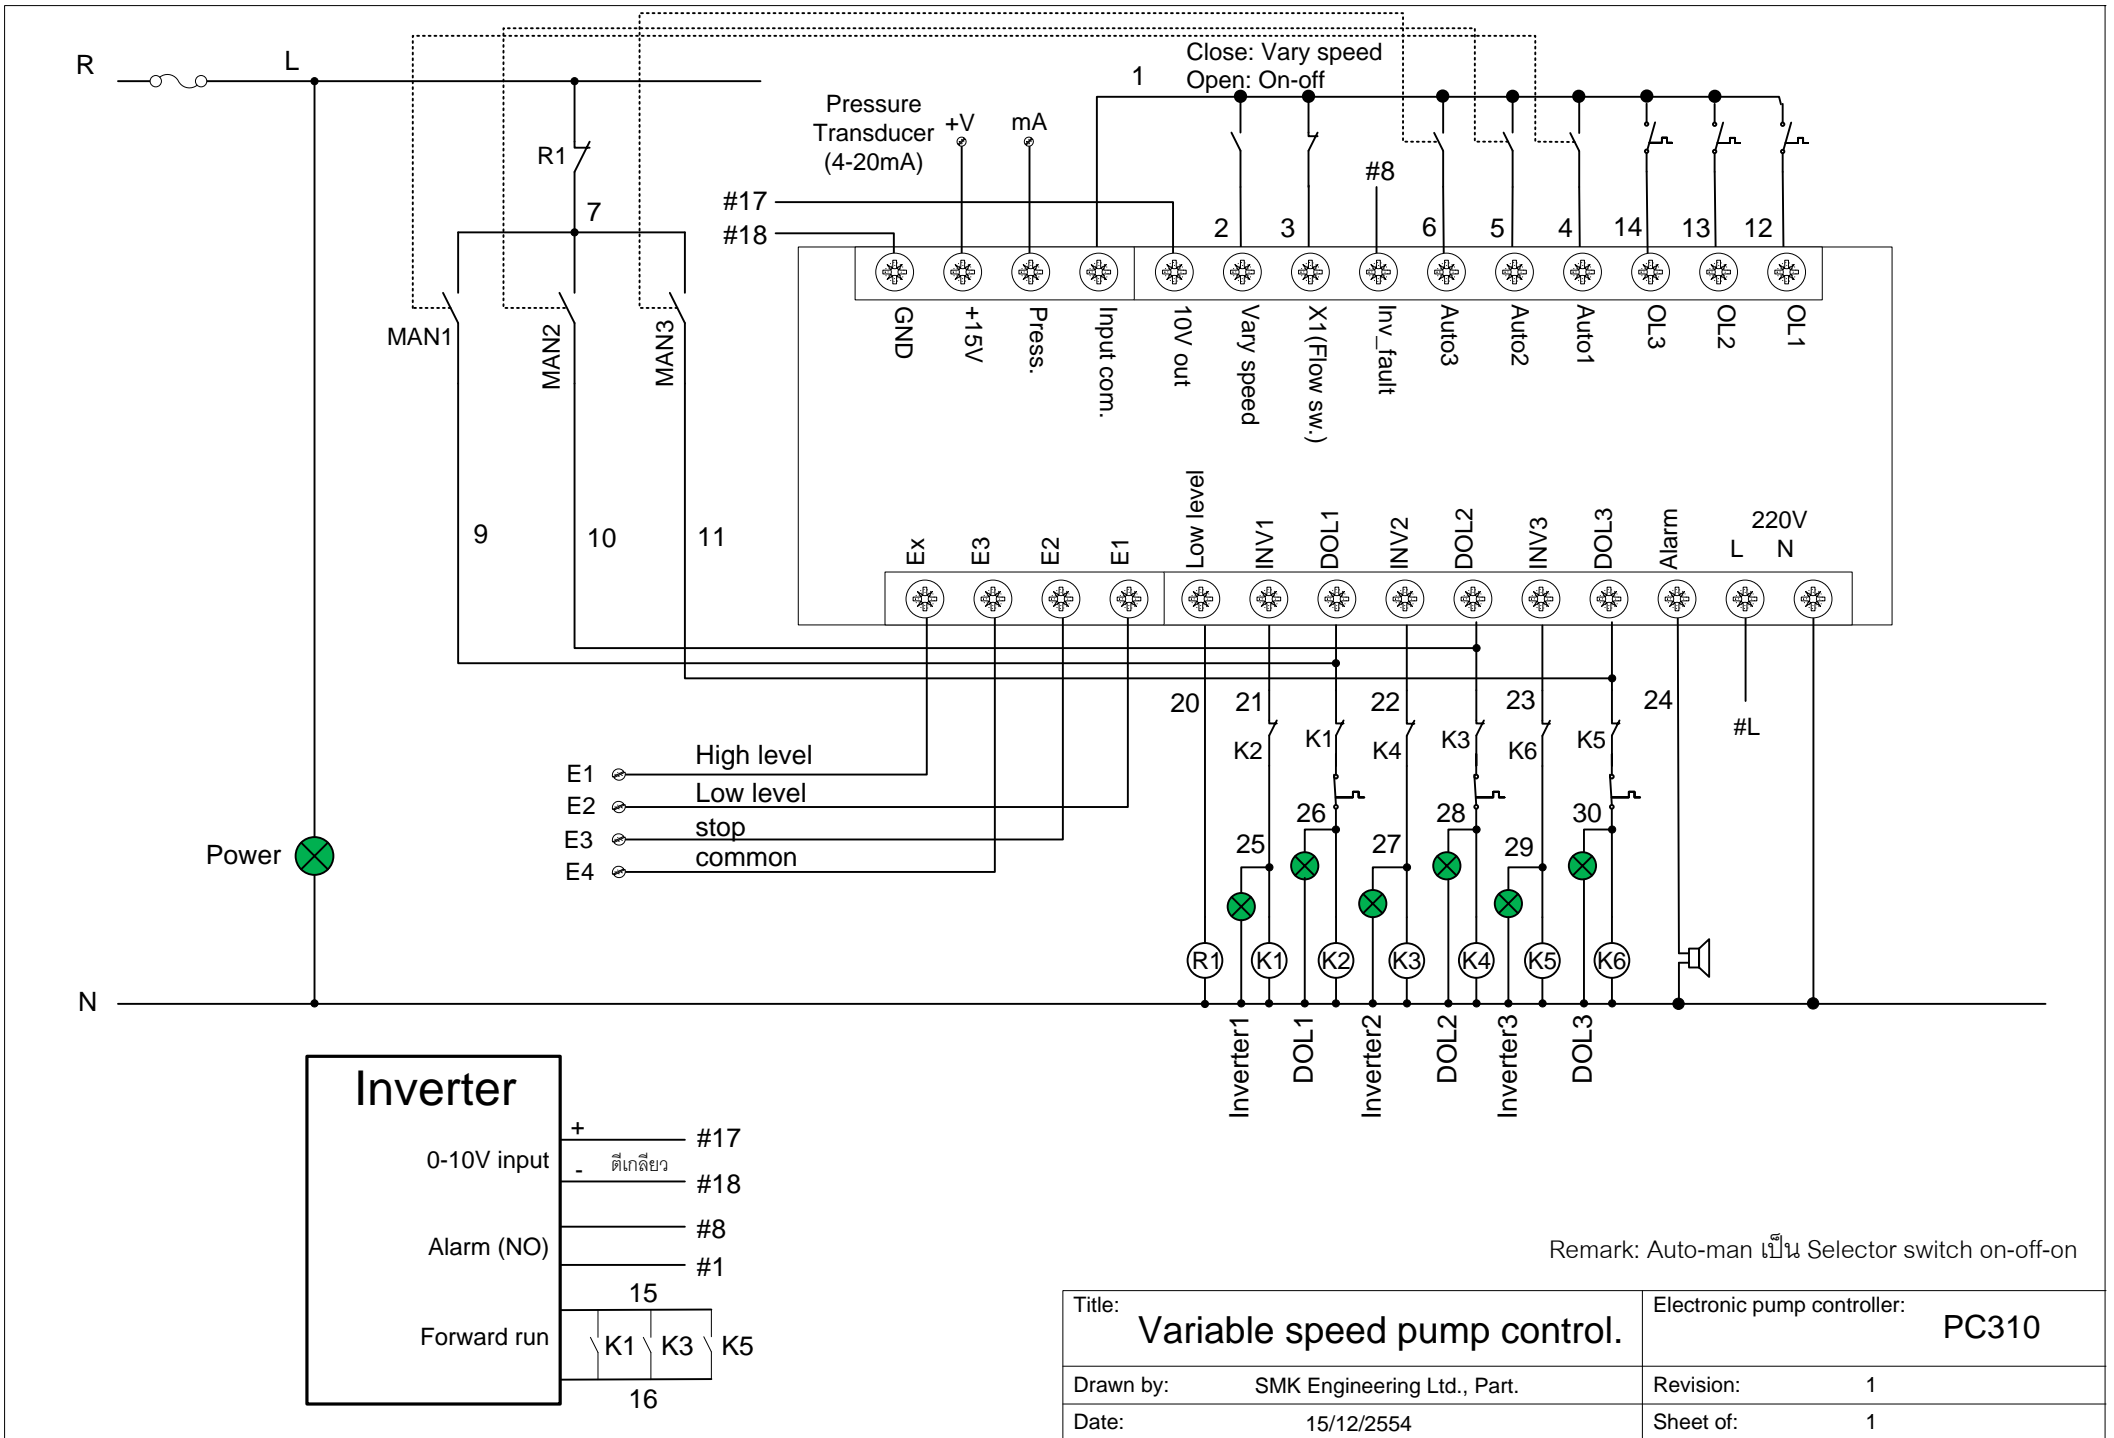 R
L
1
Close: Vary speed
Open: On-off
Pressure
Transducer
(4-20mA)
+V
mA
R1
7
#17
#18
#8
2
3
6
5
4
14
13
12
GND
+15V
Press.
Input com.
10V out
Vary speed
X1(Flow sw.)
Inv_fault
Auto3
Auto2
Auto1
OL3
OL2
OL1
MAN1
MAN2
MAN3
9
10
11
Ex
E3
E2
E1
Low level
INV1
DOL1
INV2
DOL2
INV3
DOL3
Alarm
220V
L
N
20
21
22
23
24
#L
K2
K1
K4
K3
K6
K5
E1
High level
E2
Low level
E3
stop
E4
common
Power
25
26
27
28
29
30
R1
K1
K2
K3
K4
K5
K6
N
Inverter1
DOL1
Inverter2
DOL2
Inverter3
DOL3
Inverter
0-10V input
+
-
ตีเกลียว
#17
#18
Alarm (NO)
#8
#1
Forward run
15
K1
K3
K5
16
Remark: Auto-man เป็น Selector switch on-off-on
Title:
Variable speed pump control.
Electronic pump controller:
PC310
Drawn by: SMK Engineering Ltd., Part.
Revision: 1
Date: 15/12/2554
Sheet of: 1